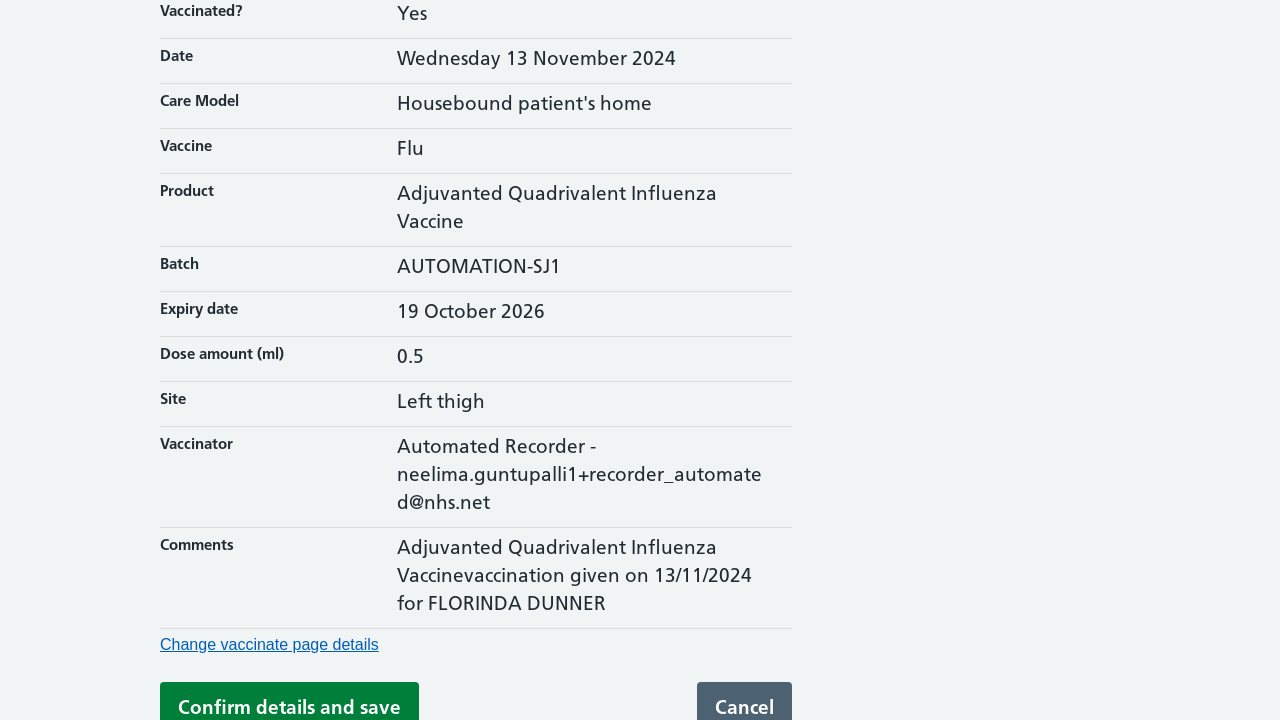 Vaccinated? Yes
Date Wednesday 13 November 2024
Care Model Housebound patient's home
Vaccine Flu
Product Adjuvanted Quadrivalent Influenza
Vaccine
Batch AUTOMATION-SJ1
Expiry date 19 October 2026
Dose amount (ml) 0.5
Site Left thigh
Vaccinator Automated Recorder -
neelima.guntupalli1+recorder_automate
d@nhs.net
Comments Adjuvanted Quadrivalent Influenza
Vaccinevaccination given on 13/11/2024
for FLORINDA DUNNER
Change vaccinate page details
Confirm details and save Cancel